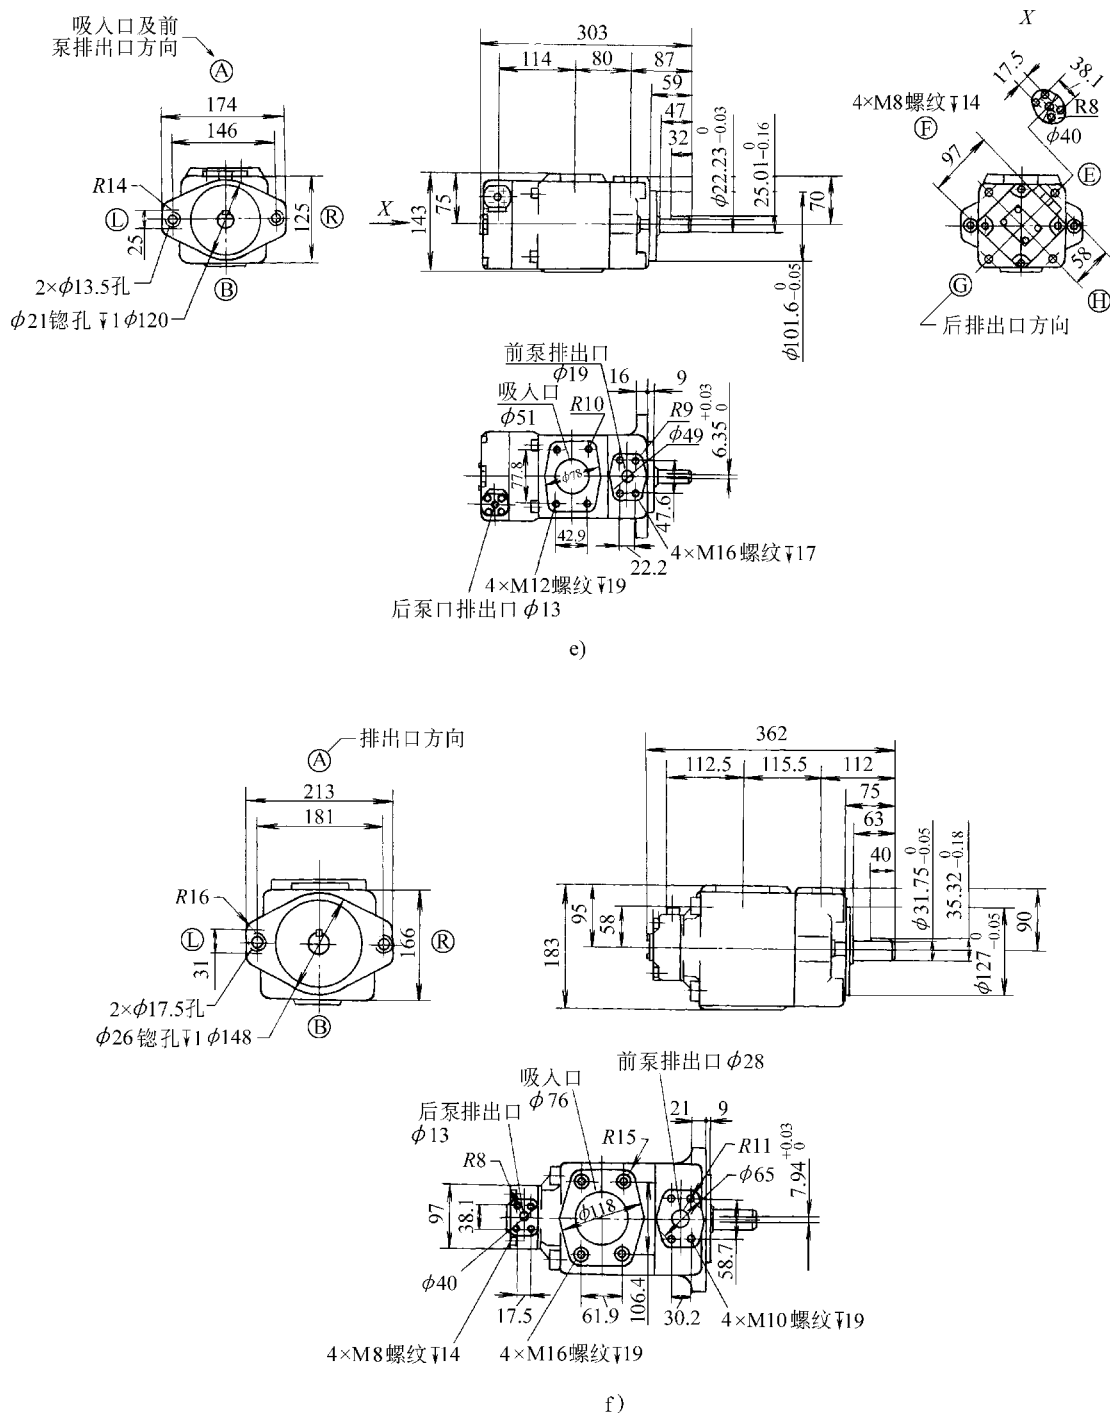 吸入口及前
泵排出口方向
A
174
146
R14
L
25
125
R
B
2×φ13.5孔
φ21锪孔↧1φ120
303
114
80
87
59
47
32
φ22.23 0 -0.03
25.01 0 -0.16
70
φ101.6 0 -0.05
143
75
X
X
17.5
38.1
R8
φ40
4×M8螺纹↧14
F
97
E
58
G
H
后排出口方向
前泵排出口
φ19
吸入口
φ51
R10
16
9
R9
φ49
6.35 +0.03 0
77.8
φ78
42.9
47.6
22.2
4×M16螺纹↧17
4×M12螺纹↧19
后泵口排出口φ13
e)
A
排出口方向
213
181
R16
L
31
166
R
2×φ17.5孔
φ26锪孔↧1φ148
B
362
112.5
115.5
112
75
63
40
φ31.75 0 -0.05
35.32 0 -0.18
90
φ127 0 -0.05
183
95
58
前泵排出口φ28
吸入口
φ76
后泵排出口
φ13
R8
R15
21
9
R11
φ65
7.94 +0.03 0
97
38.1
φ118
φ40
17.5
61.9
106.4
30.2
58.7
4×M10螺纹↧19
4×M8螺纹↧14
4×M16螺纹↧19
f)